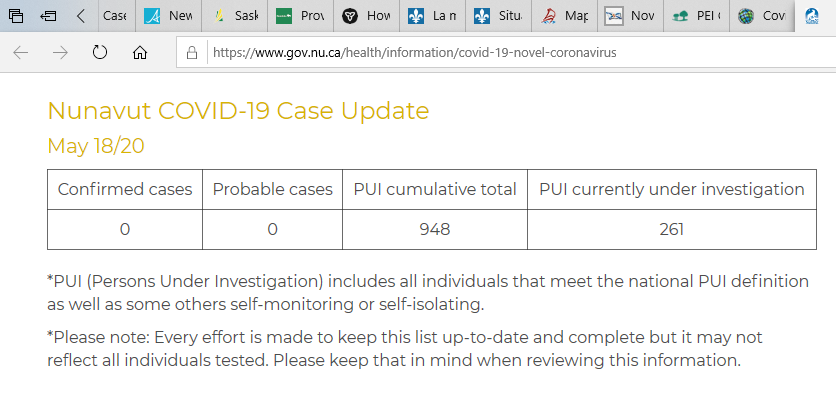 Case
New
Sask
Prov
How
La n
Situ
Map
Nov
PEI
Cov
https://www.gov.nu.ca/health/information/covid-19-novel-coronavirus
Nunavut COVID-19 Case Update
May 18/20
Confirmed cases Probable cases PUI cumulative total PUI currently under investigation
0 0 948 261
*PUI (Persons Under Investigation) includes all individuals that meet the national PUI definition
as well as some others self-monitoring or self-isolating.
*Please note: Every effort is made to keep this list up-to-date and complete but it may not
reflect all individuals tested. Please keep that in mind when reviewing this information.